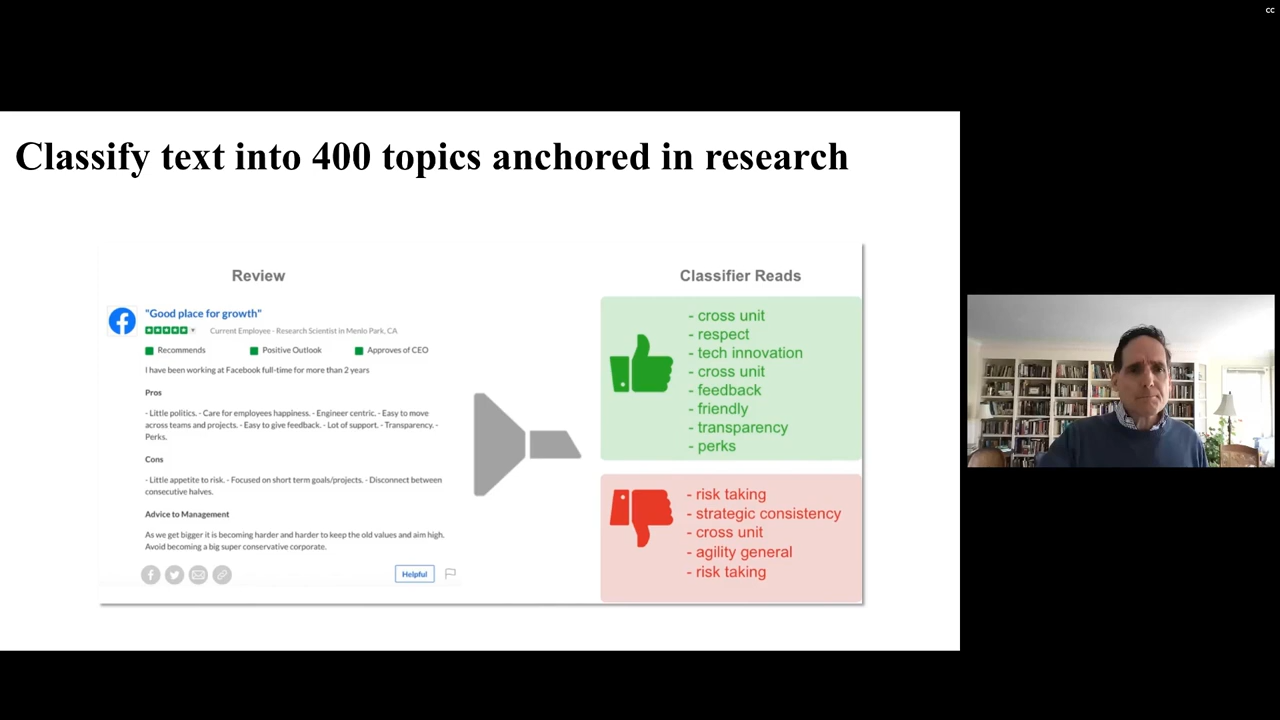 CC
Classify text into 400 topics anchored in research
Review
"Good place for growth"
Current Employee - Research Scientist in Menlo Park, CA
Recommends
Positive Outlook
Approves of CEO
I have been working at Facebook full-time for more than 2 years
Pros
- Little politics. - Care for employees happiness. - Engineer centric. - Easy to move
across teams and projects. - Easy to give feedback. - Lot of support. - Transparency. -
Perks.
Cons
- Little appetite to risk. - Focused on short term goals/projects. - Disconnect between
consecutive halves.
Advice to Management
As we get bigger it is becoming harder and harder to keep the old values and aim high.
Avoid becoming a big super conservative corporate.
Helpful
Classifier Reads
- cross unit
- respect
- tech innovation
- cross unit
- feedback
- friendly
- transparency
- perks
- risk taking
- strategic consistency
- cross unit
- agility general
- risk taking